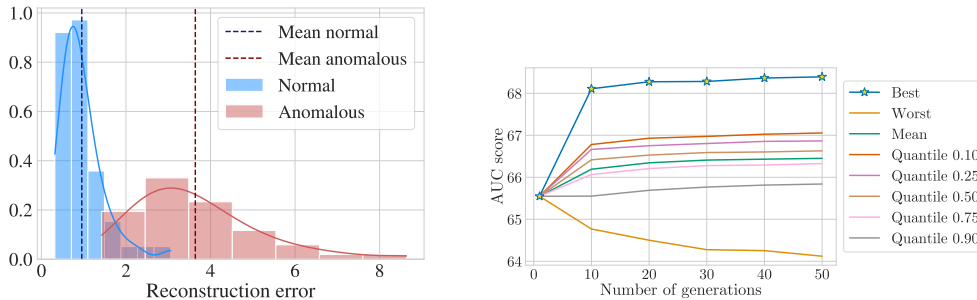 1.0
0.8
0.6
0.4
0.2
0.0
0
2
4
6
8
Reconstruction error
Mean normal
Mean anomalous
Normal
Anomalous
AUC score
68
67
66
65
64
0
10
20
30
40
50
Number of generations
Best
Worst
Mean
Quantile 0.10
Quantile 0.25
Quantile 0.50
Quantile 0.75
Quantile 0.90